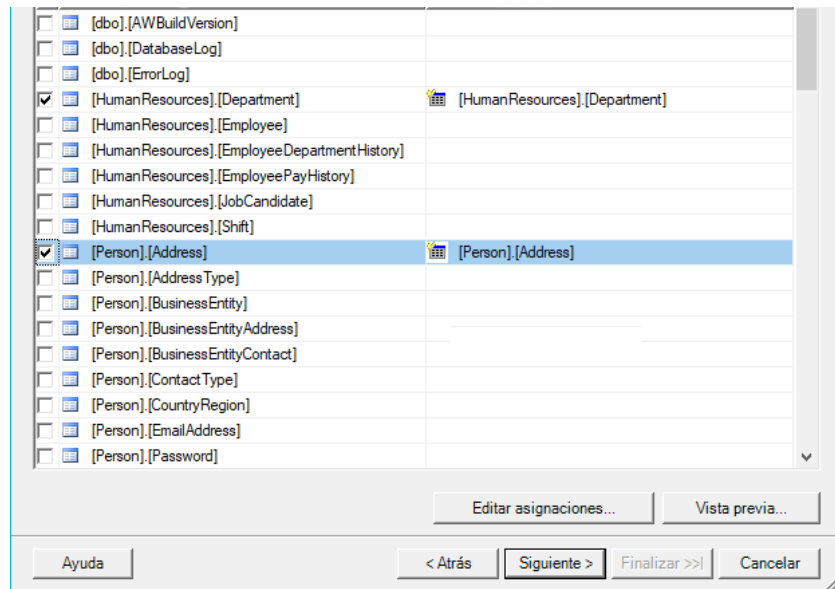 [dbo].[AWBuildVersion]
[dbo].[DatabaseLog]
[dbo].[ErrorLog]
[HumanResources].[Department] [HumanResources].[Department]
[HumanResources].[Employee]
[HumanResources].[EmployeeDepartmentHistory]
[HumanResources].[EmployeePayHistory]
[HumanResources].[JobCandidate]
[HumanResources].[Shift]
[Person].[Address] [Person].[Address]
[Person].[AddressType]
[Person].[BusinessEntity]
[Person].[BusinessEntityAddress]
[Person].[BusinessEntityContact]
[Person].[ContactType]
[Person].[CountryRegion]
[Person].[EmailAddress]
[Person].[Password]
Editar asignaciones... Vista previa...
Ayuda < Atrás Siguiente > Finalizar >>| Cancelar